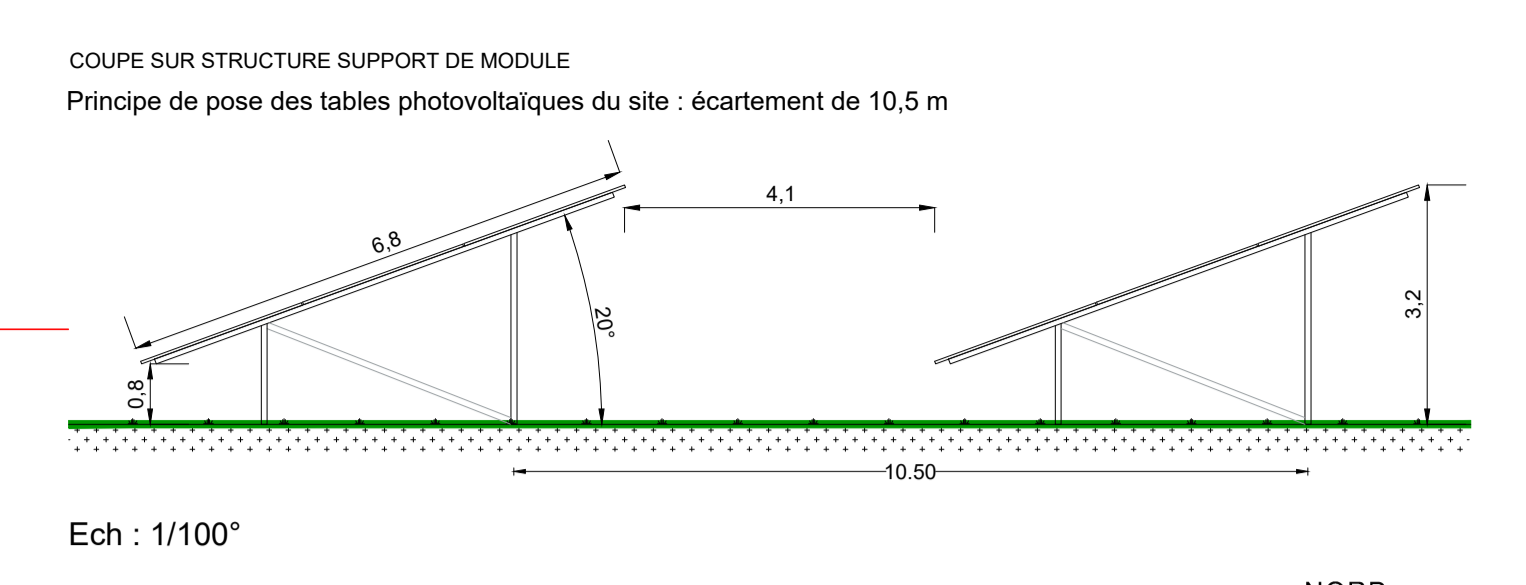 COUPE SUR STRUCTURE SUPPORT DE MODULE
Principe de pose des tables photovoltaïques du site : écartement de 10,5 m
4,1
6,8
20°
3,2
0,8
10.50
Ech : 1/100°
NORD